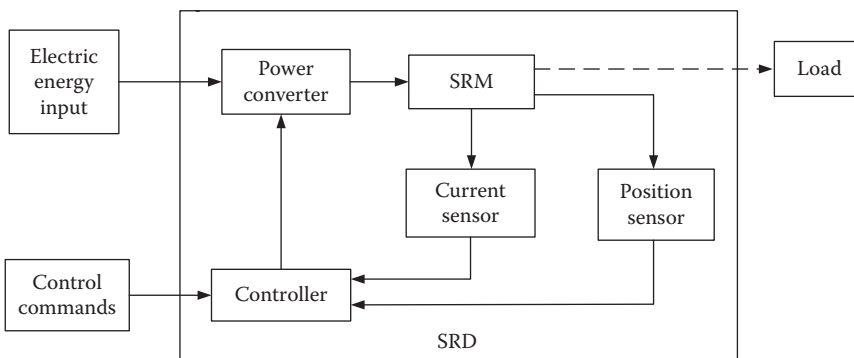 Electric
energy
input
Power
converter
SRM
Load
Current
sensor
Position
sensor
Control
commands
Controller
SRD